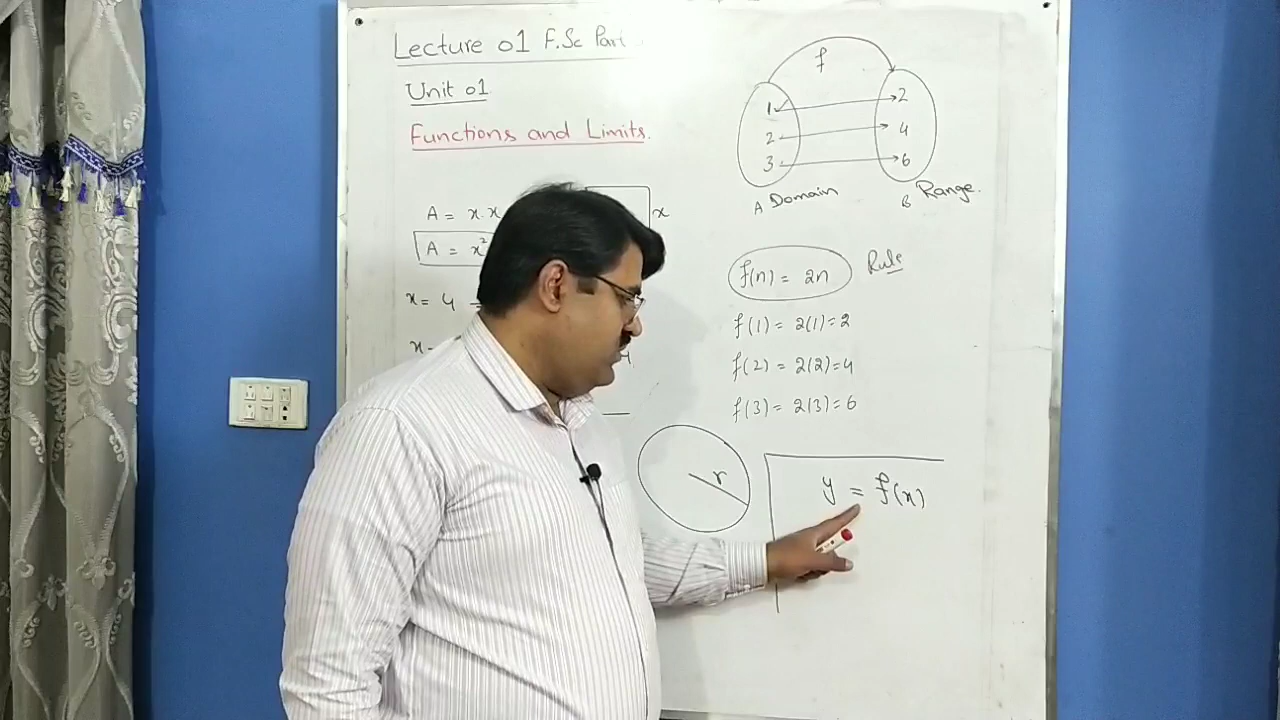 Lecture 01 F.Sc Part
Unit 01
Functions and Limits.
A = x.x
A = x²
x
x = 4
x =
r
f
1
2
3
2
4
6
A Domain
B Range.
f(n) = 2n
Rule
f(1) = 2(1)=2
f(2) = 2(2)=4
f(3) = 2(3)=6
y = f(x)